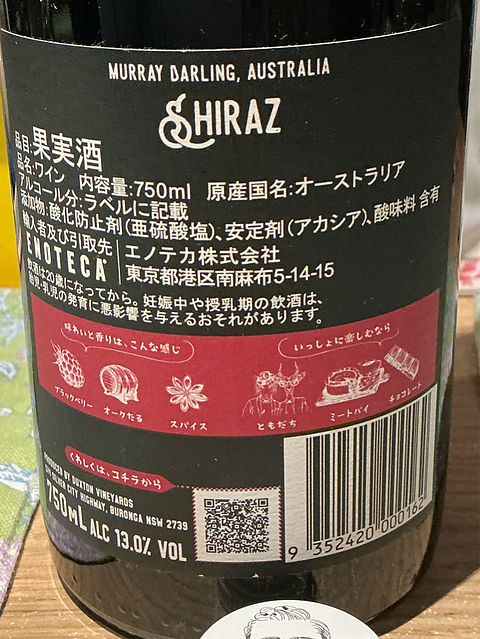 MURRAY DARLING, AUSTRALIA
SHIRAZ
品目:果実酒
品名:ワイン 内容量:750ml 原産国名:オーストラリア
アルコール分:ラベルに記載
添加物:酸化防止剤(亜硫酸塩)、安定剤(アカシア)、酸味料 含有
輸入者及び引取先
ENOTECA
エノテカ株式会社
東京都港区南麻布5-14-15
飲酒は20歳になってから。妊娠中や授乳期の飲酒は、
胎児・乳児の発育に悪影響を与えるおそれがあります。
味わいと香りは、こんな感じ
ブラックベリー
オークたる
スパイス
いっしょに楽しむなら
ともだち
ミートパイ
チョコレート
くわしくは、コチラから
PRODUCED BY DUXTON VINEYARDS
SILVER CITY HIGHWAY, BURONGA NSW 2739
750mL ALC 13.0% VOL
9 352420 000162